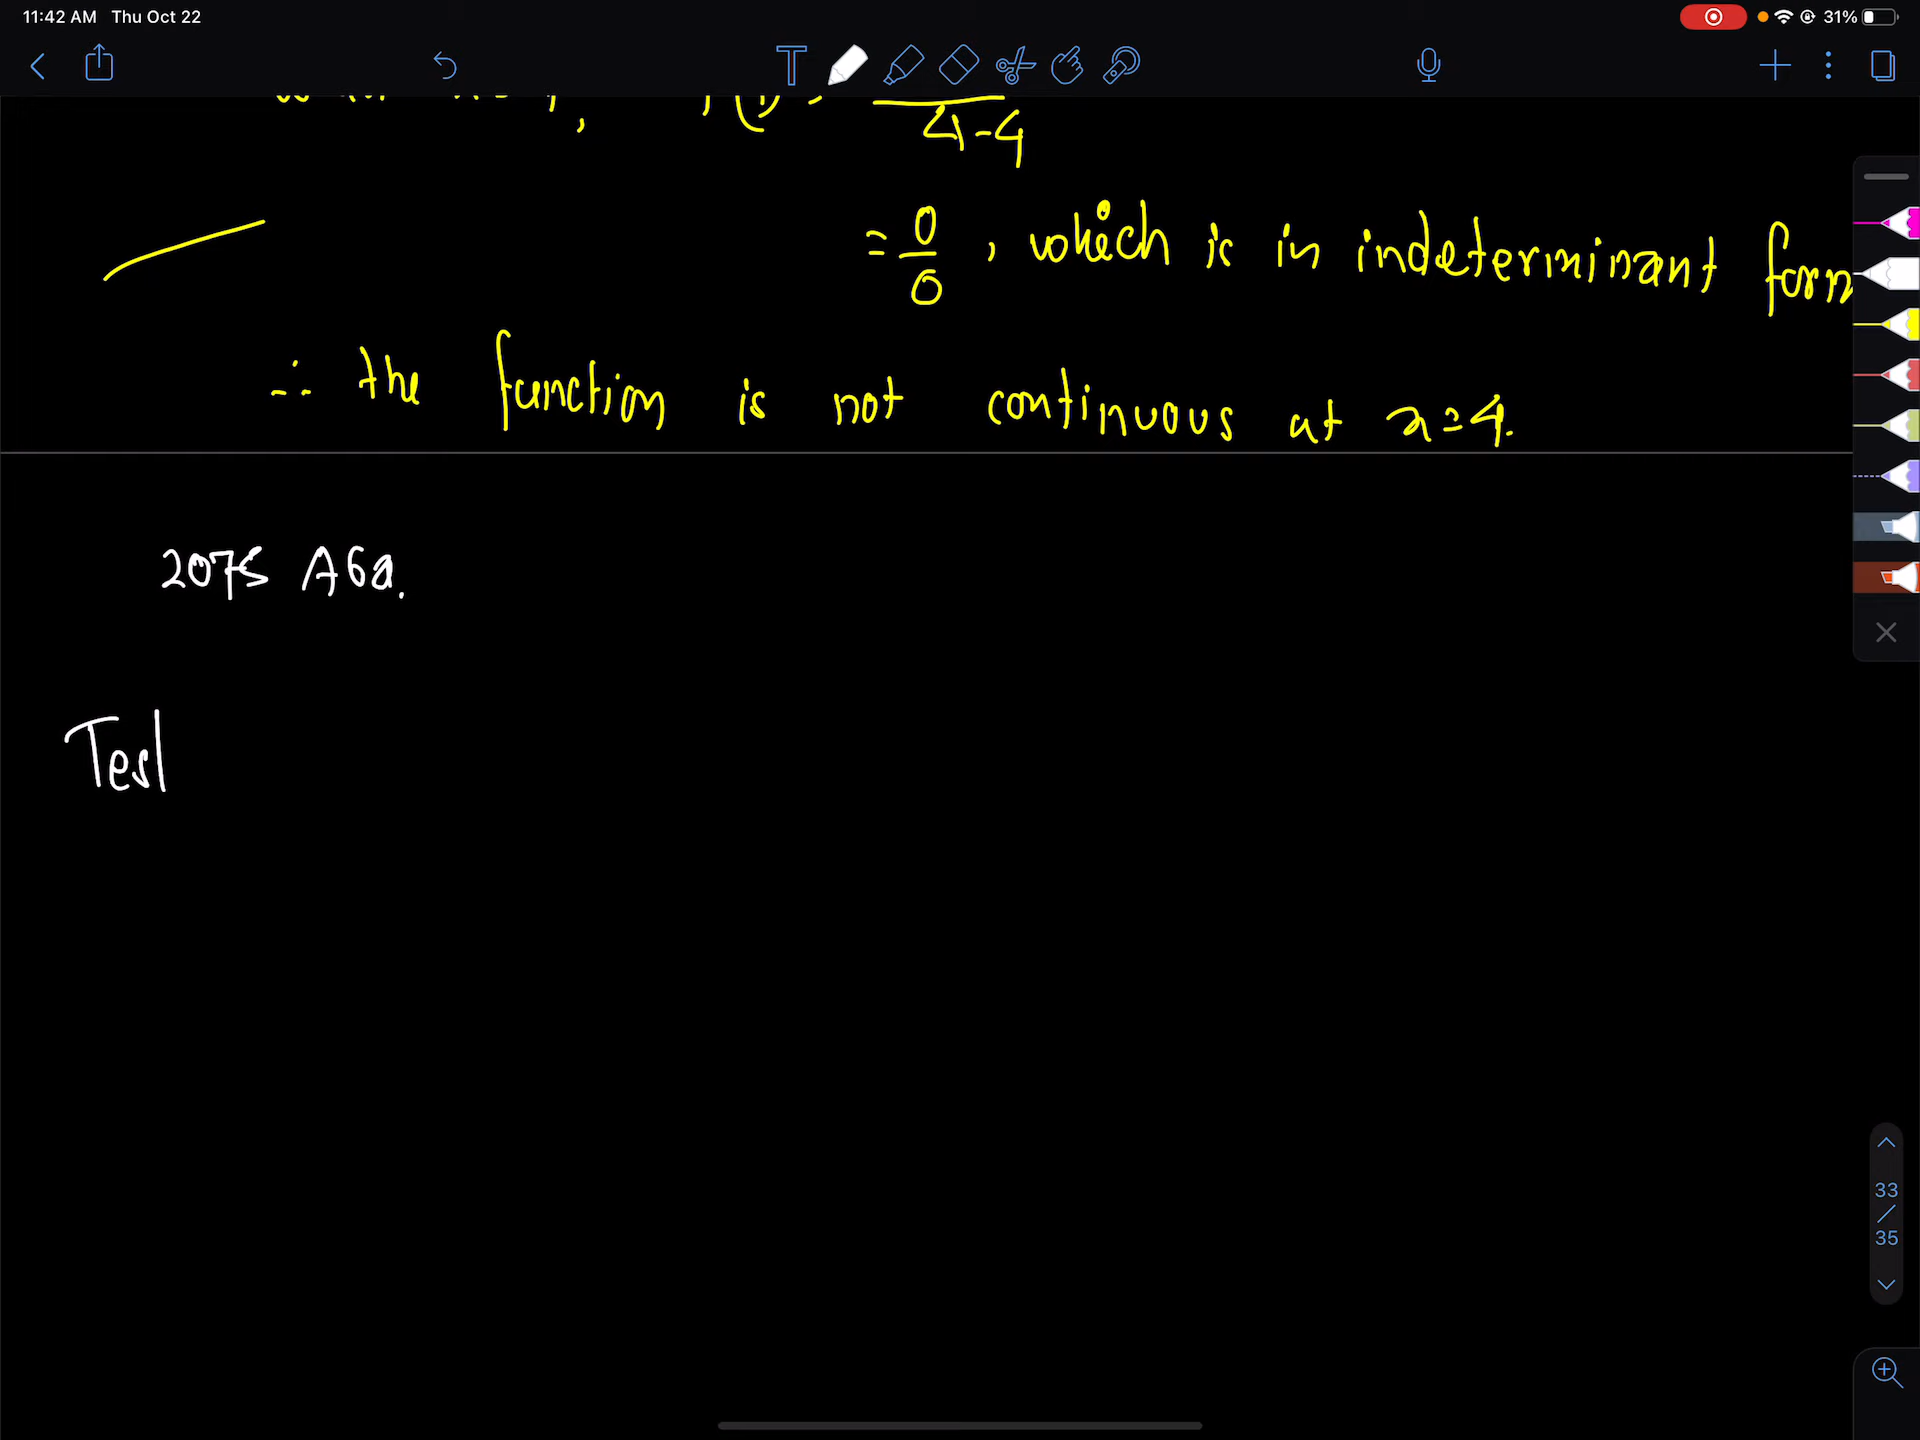 11:42 AM Thu Oct 22
31%
4-4
= 0/0 , which is in indeterminant form
∴ the function is not continuous at x=4.
2075 A6a.
Test
33
/
35